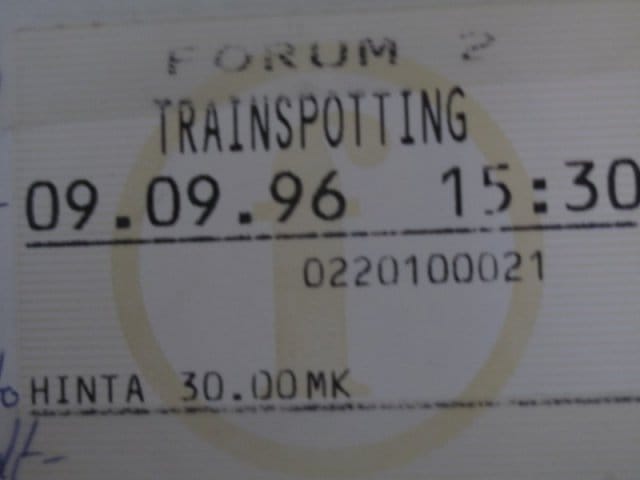 FORUM 2
TRAINSPOTTING
09.09.96 15:30
0220100021
HINTA 30.00MK